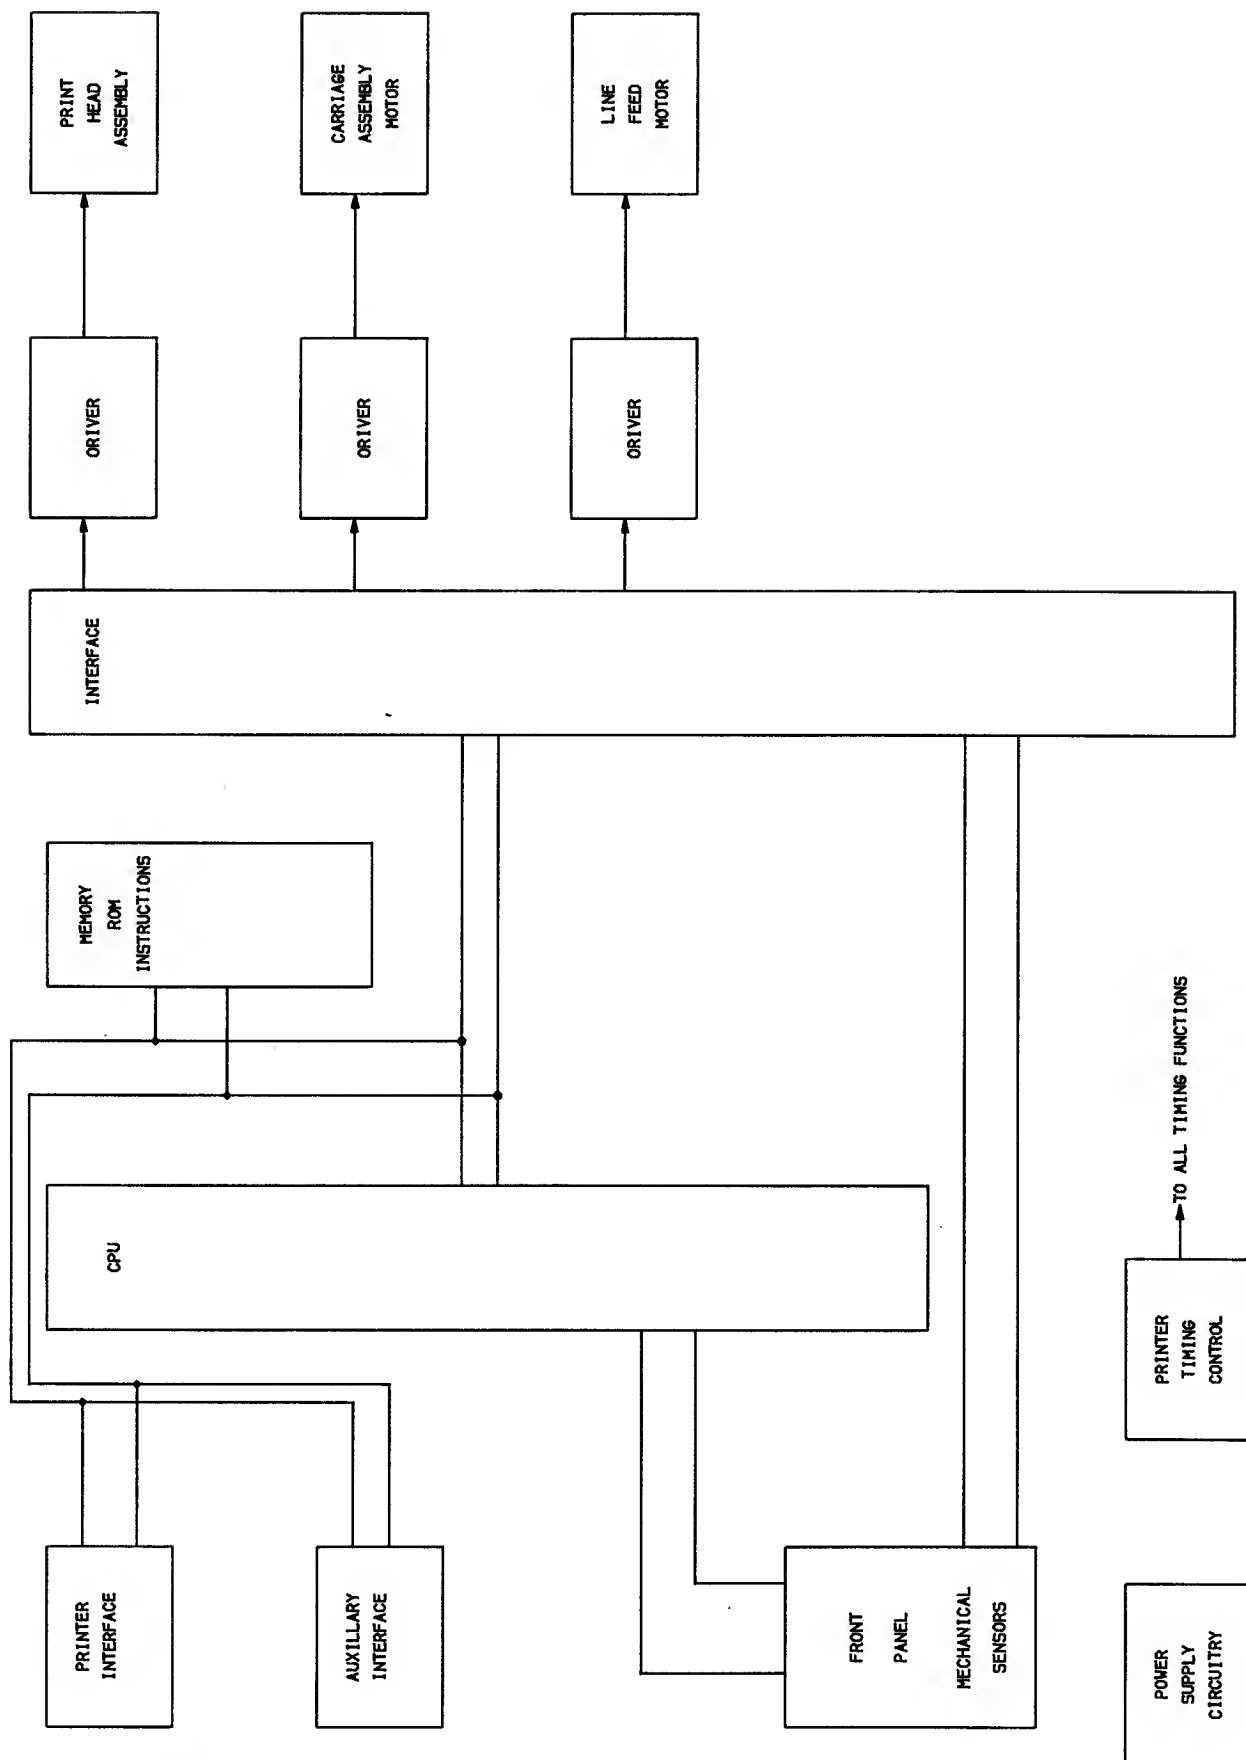 PRINTER
INTERFACE
AUXILLARY
INTERFACE
FRONT
PANEL
MECHANICAL
SENSORS
POWER
SUPPLY
CIRCUITRY
CPU
PRINTER
TIMING
CONTROL
TO ALL TIMING FUNCTIONS
MEMORY
ROM
INSTRUCTIONS
INTERFACE
ORIVER
ORIVER
ORIVER
PRINT
HEAD
ASSEMBLY
CARRIAGE
ASSEMBLY
MOTOR
LINE
FEED
MOTOR